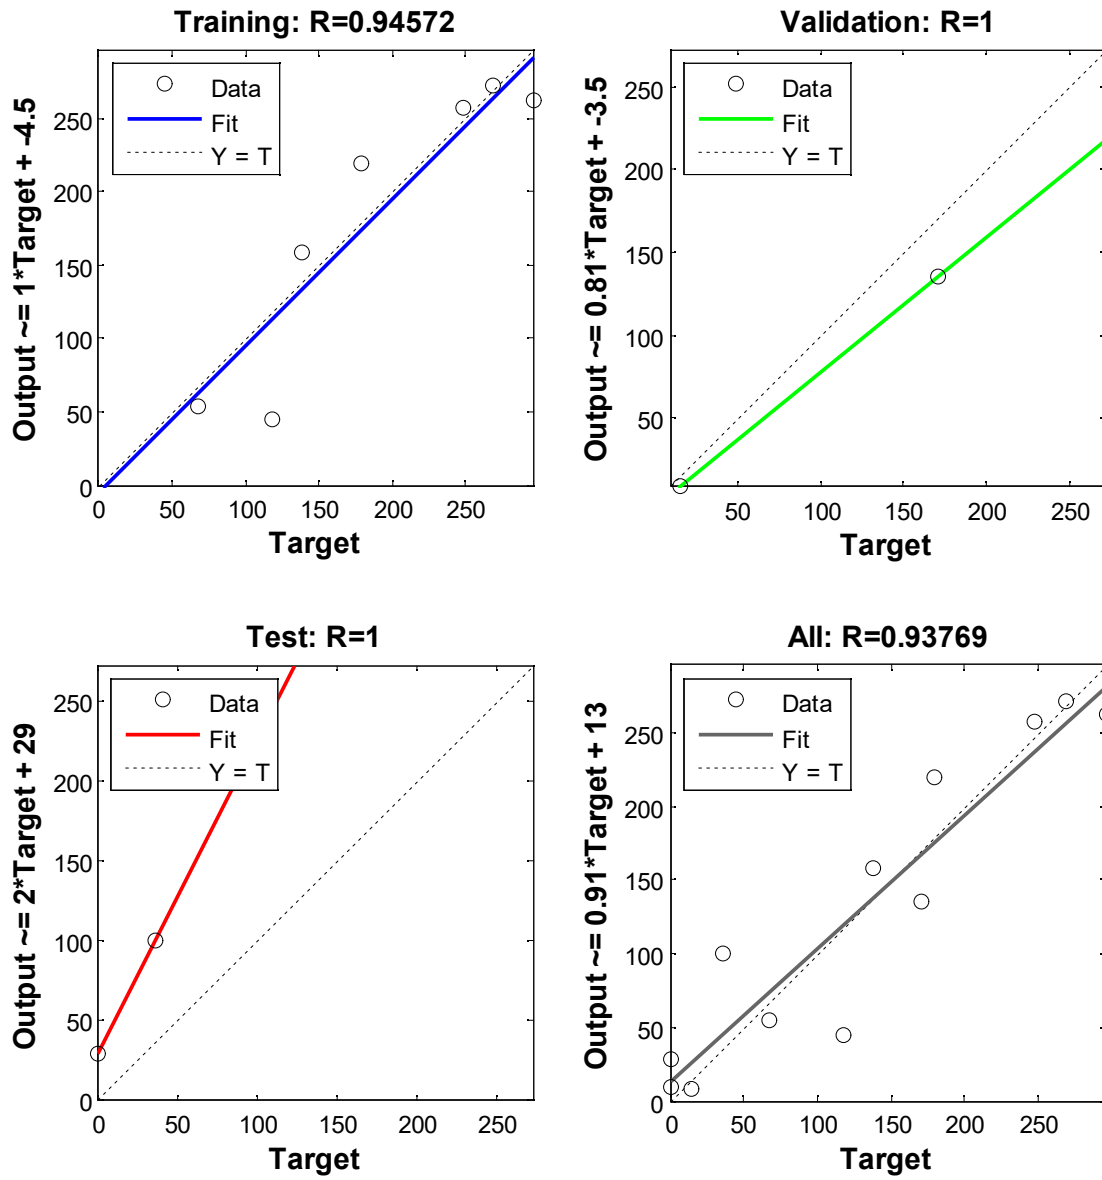 Training: R=0.94572
Output ~= 1*Target + -4.5
Data
Fit
Y = T
250
200
150
100
50
0
0 50 100 150 200 250
Target
Validation: R=1
Output ~= 0.81*Target + -3.5
Data
Fit
Y = T
250
200
150
100
50
50 100 150 200 250
Target
Test: R=1
Output ~= 2*Target + 29
Data
Fit
Y = T
250
200
150
100
50
0
0 50 100 150 200 250
Target
All: R=0.93769
Output ~= 0.91*Target + 13
Data
Fit
Y = T
250
200
150
100
50
0
0 50 100 150 200 250
Target